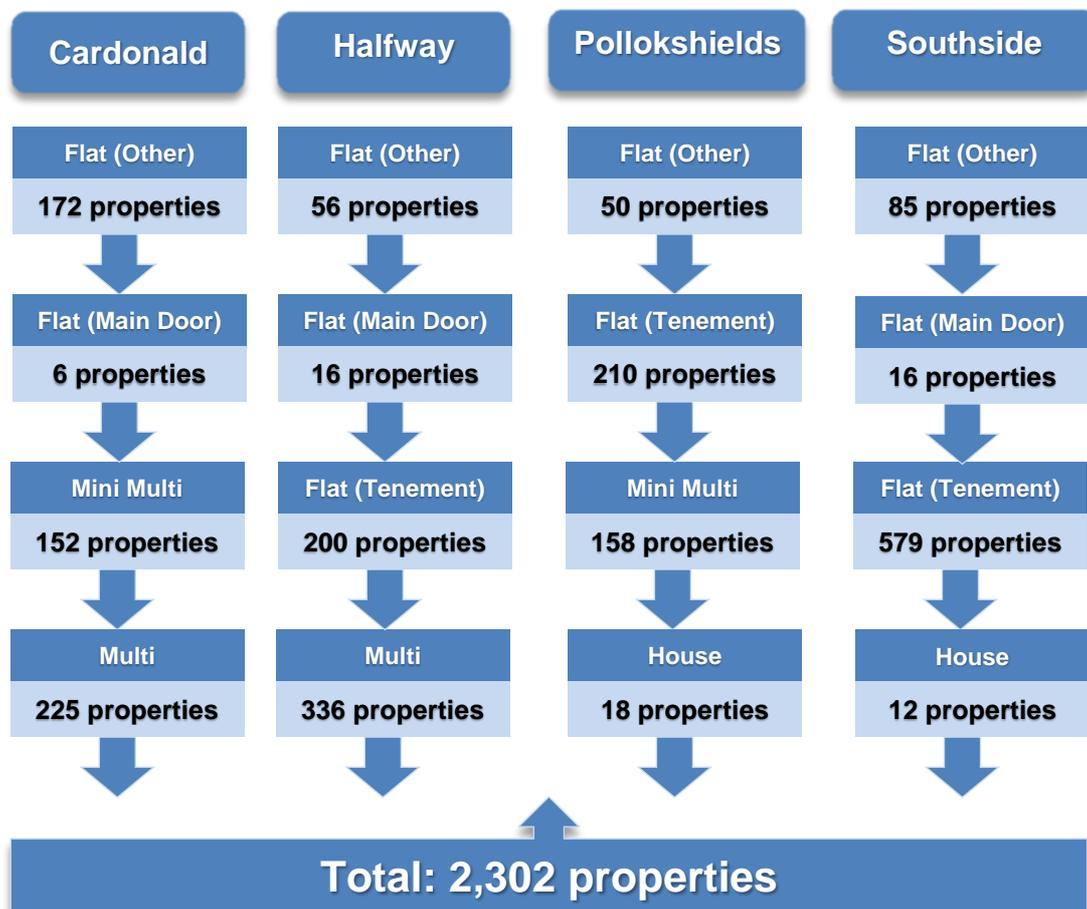 Cardonald
Flat (Other)
172 properties
Flat (Main Door)
6 properties
Mini Multi
152 properties
Multi
225 properties
Halfway
Flat (Other)
56 properties
Flat (Main Door)
16 properties
Flat (Tenement)
200 properties
Multi
336 properties
Pollokshields
Flat (Other)
50 properties
Flat (Tenement)
210 properties
Mini Multi
158 properties
House
18 properties
Southside
Flat (Other)
85 properties
Flat (Main Door)
16 properties
Flat (Tenement)
579 properties
House
12 properties
Total: 2,302 properties